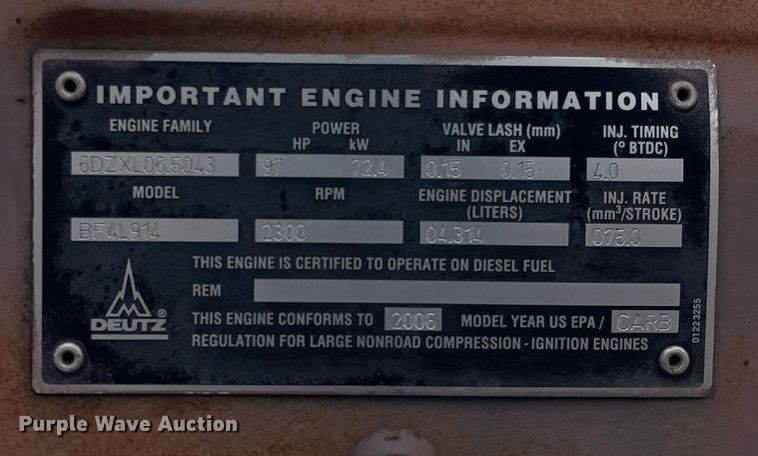 IMPORTANT ENGINE INFORMATION
ENGINE FAMILY POWER VALVE LASH (mm) INJ. TIMING
HP kW IN EX (° BTDC)
6DZXL06.5043 97 72.4 0.15 0.15 4.0
MODEL RPM ENGINE DISPLACEMENT INJ. RATE
(LITERS) (mm³/STROKE)
BF4L914 2300 04.314 075.0
THIS ENGINE IS CERTIFIED TO OPERATE ON DIESEL FUEL
REM
DEUTZ ®
THIS ENGINE CONFORMS TO 2006 MODEL YEAR US EPA / CARB
REGULATION FOR LARGE NONROAD COMPRESSION - IGNITION ENGINES
01223255
Purple Wave Auction